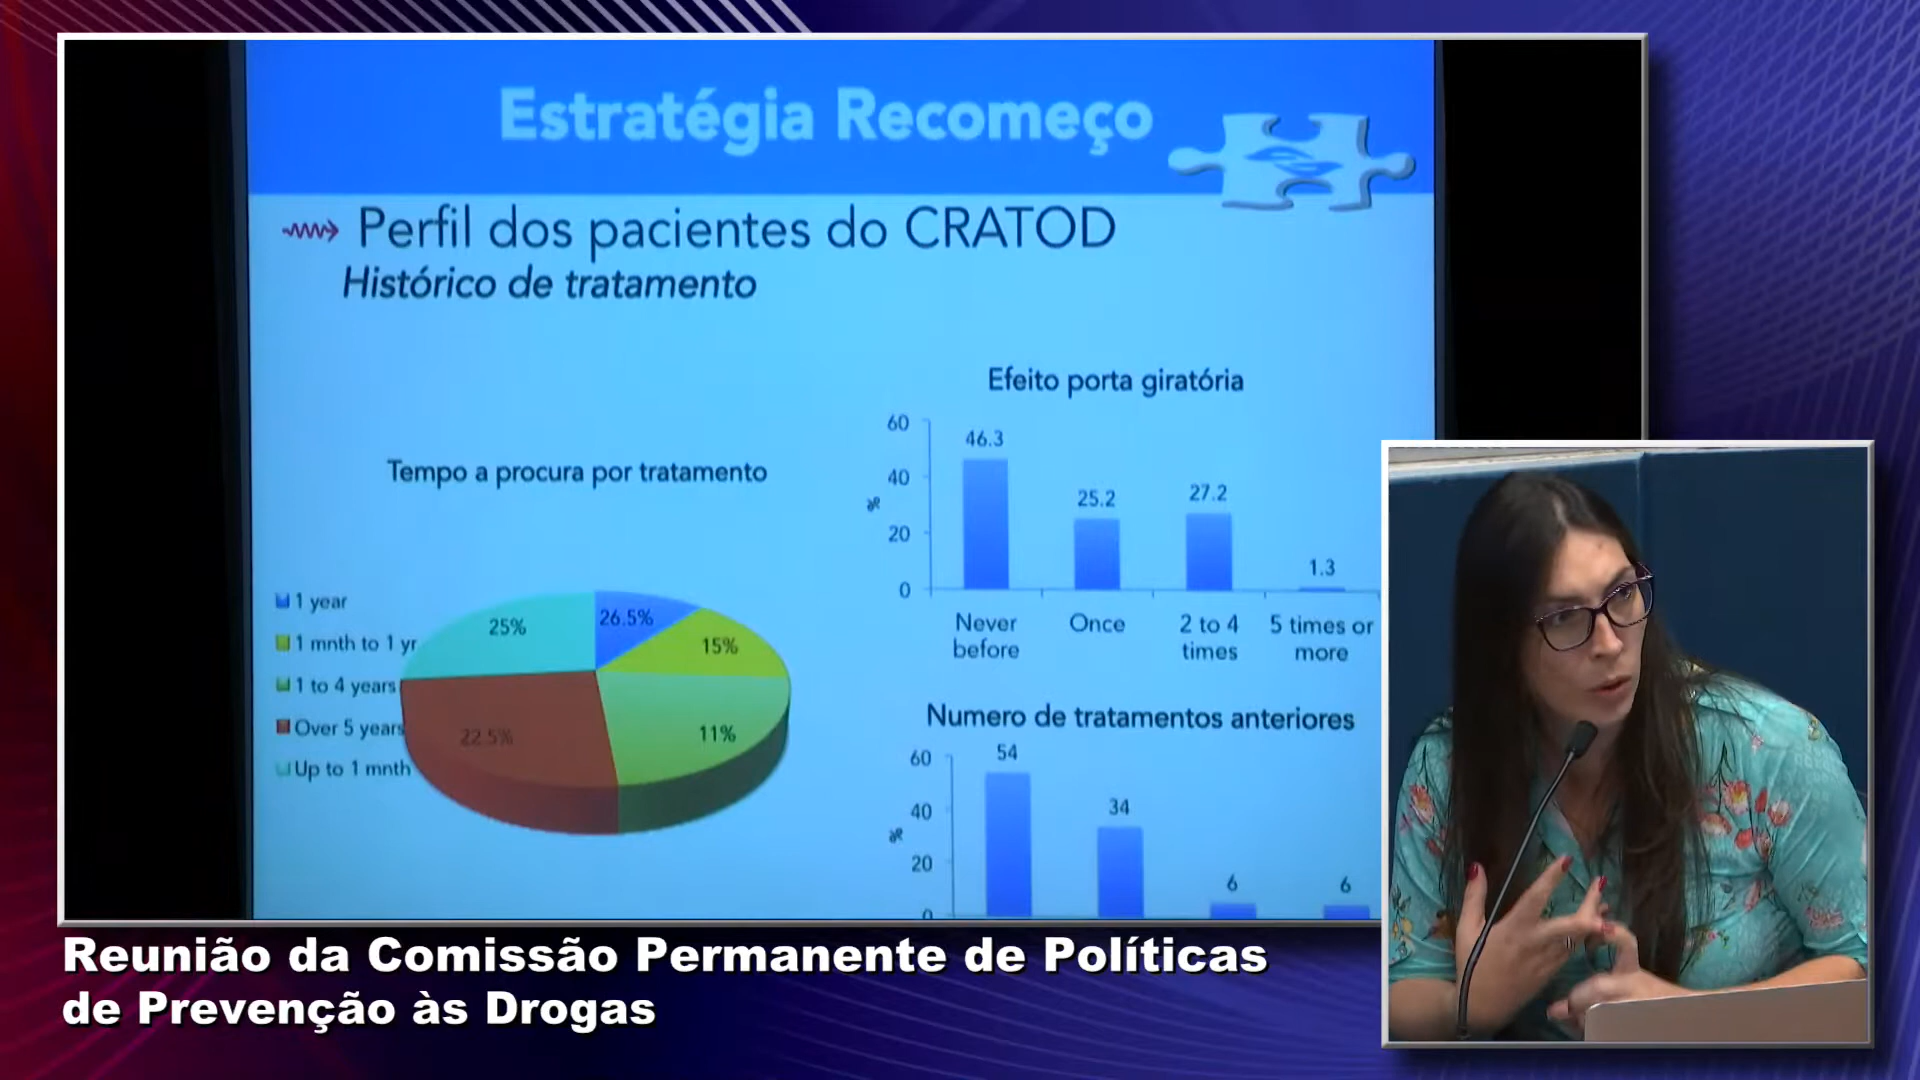 Estratégia Recomeço
Perfil dos pacientes do CRATOD
Histórico de tratamento
Tempo a procura por tratamento
1 year
1 mnth to 1 yr
1 to 4 years
Over 5 years
Up to 1 mnth
26.5%
15%
11%
22.5%
25%
Efeito porta giratória
60
40
20
0
%
46.3
25.2
27.2
1.3
Never before
Once
2 to 4 times
5 times or more
Numero de tratamentos anteriores
60
40
20
0
%
54
34
6
6
Reunião da Comissão Permanente de Políticas
de Prevenção às Drogas